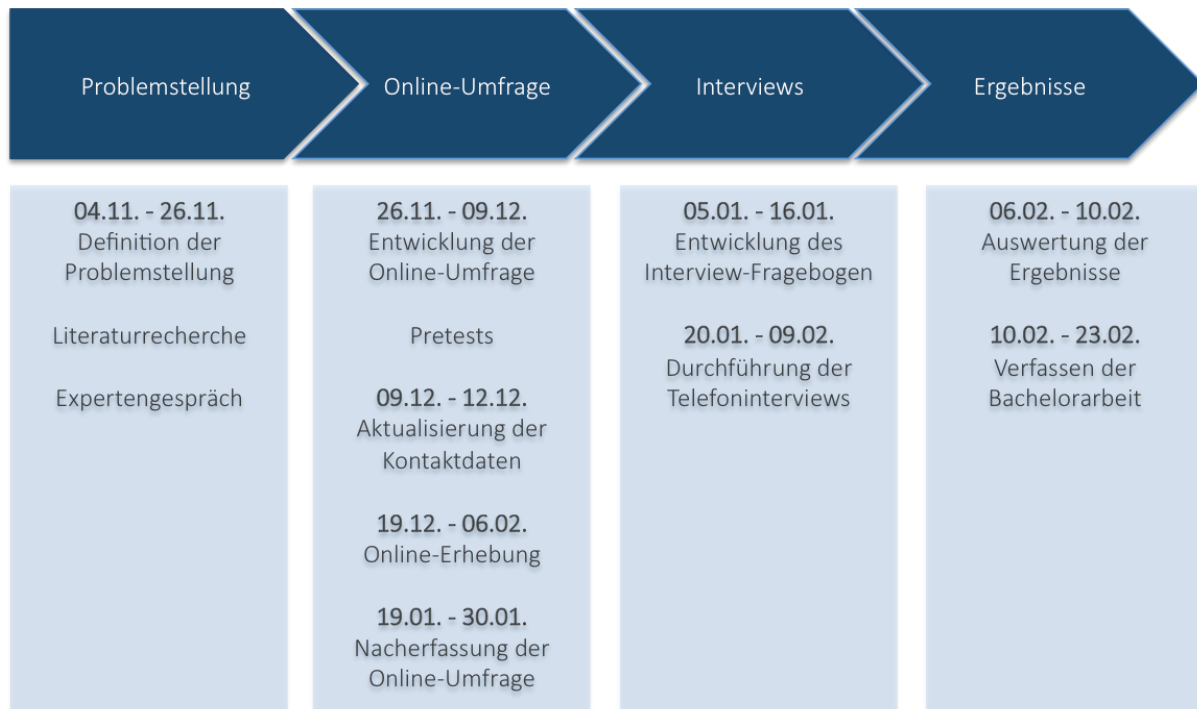 Problemstellung
Online-Umfrage
Interviews
Ergebnisse
04.11. - 26.11.
Definition der
Problemstellung
Literaturrecherche
Expertengespräch
26.11. - 09.12.
Entwicklung der
Online-Umfrage
Pretests
09.12. - 12.12.
Aktualisierung der
Kontaktdaten
19.12. - 06.02.
Online-Erhebung
19.01. - 30.01.
Nacherfassung der
Online-Umfrage
05.01. - 16.01.
Entwicklung des
Interview-Fragebogen
20.01. - 09.02.
Durchführung der
Telefoninterviews
06.02. - 10.02.
Auswertung der
Ergebnisse
10.02. - 23.02.
Verfassen der
Bachelorarbeit